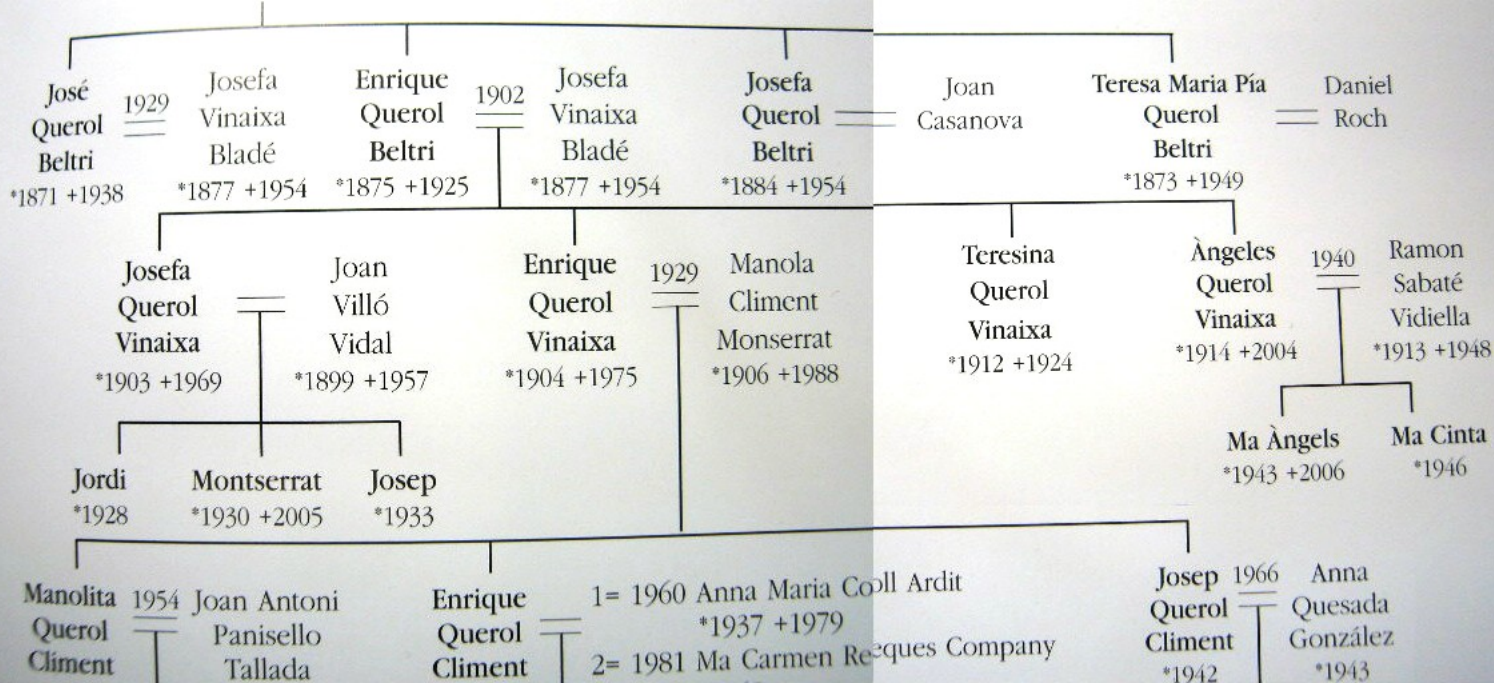 José
Querol
Beltri
*1871 +1938
1929
Josefa
Vinaixa
Bladé
*1877 +1954
Enrique
Querol
Beltri
*1875 +1925
1902
Josefa
Vinaixa
Bladé
*1877 +1954
Josefa
Querol
Beltri
*1884 +1954
Joan
Casanova
Teresa Maria Pía
Querol
Beltri
*1873 +1949
Daniel
Roch
Josefa
Querol
Vinaixa
*1903 +1969
Joan
Villó
Vidal
*1899 +1957
Enrique
Querol
Vinaixa
*1904 +1975
1929
Manola
Climent
Monserrat
*1906 +1988
Teresina
Querol
Vinaixa
*1912 +1924
Àngeles
Querol
Vinaixa
*1914 +2004
1940
Ramon
Sabaté
Vidiella
*1913 +1948
Jordi
*1928
Montserrat
*1930 +2005
Josep
*1933
Ma Àngels
*1943 +2006
Ma Cinta
*1946
Manolita
Querol
Climent
1954
Joan Antoni
Panisello
Tallada
Enrique
Querol
Climent
1= 1960 Anna Maria Coll Ardit
*1937 +1979
2= 1981 Ma Carmen Company
Josep
Querol
Climent
*1942
1966
Anna
Quesada
González
*1943